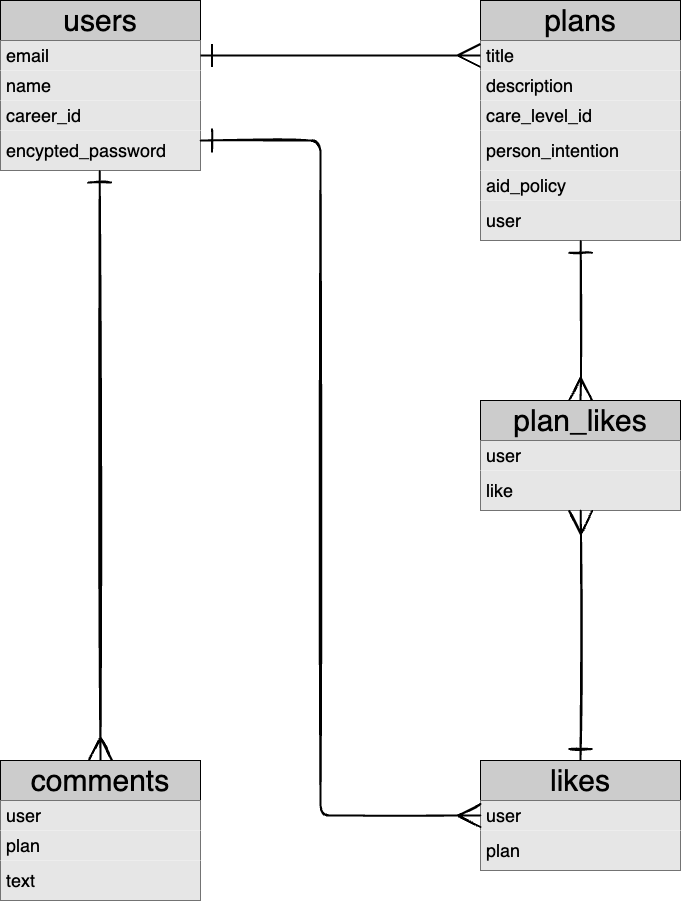 users
email
name
career_id
encypted_password
plans
title
description
care_level_id
person_intention
aid_policy
user
plan_likes
user
like
comments
user
plan
text
likes
user
plan